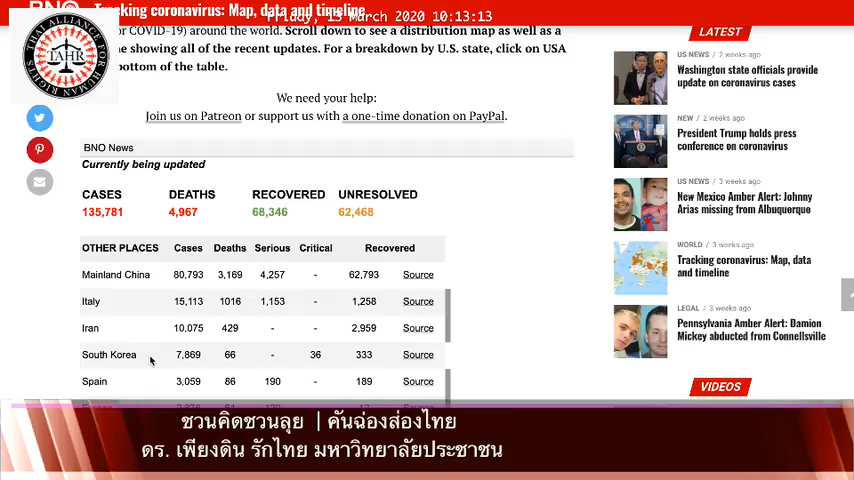 BNO
Tracking coronavirus: Map, data and timeline
Friday, 13 March 2020 10:13:13
THAI ALLIANCE FOR HUMAN RIGHTS
TAHR
or COVID-19) around the world. Scroll down to see a distribution map as well as a
e showing all of the recent updates. For a breakdown by U.S. state, click on USA
bottom of the table.
We need your help:
Join us on Patreon or support us with a one-time donation on PayPal.
BNO News
Currently being updated
CASES DEATHS RECOVERED UNRESOLVED
135,781 4,967 68,346 62,468
OTHER PLACES Cases Deaths Serious Critical Recovered
Mainland China 80,793 3,169 4,257 - 62,793 Source
Italy 15,113 1016 1,153 - 1,258 Source
Iran 10.075 429 - - 2,959 Source
South Korea 7,869 66 - 36 333 Source
Spain 3,059 86 190 - 189 Source
LATEST
US NEWS / 2 weeks ago
Washington state officials provide
update on coronavirus cases
NEW / 2 weeks ago
President Trump holds press
conference on coronavirus
US NEWS / 3 weeks ago
New Mexico Amber Alert: Johnny
Arias missing from Albuquerque
WORLD / 3 weeks ago
Tracking coronavirus: Map, data
and timeline
LEGAL / 3 weeks ago
Pennsylvania Amber Alert: Damion
Mickey abducted from Connellsville
VIDEOS
ชวนคิดชวนลุย | คันฉ่องส่องไทย
ดร. เพียงดิน รักไทย มหาวิทยาลัยประชาชน